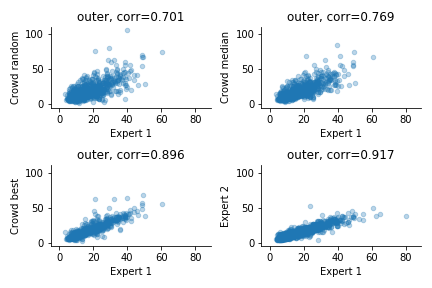 outer, corr=0.701
Crowd random
100
50
0
0 20 40 60 80
Expert 1
outer, corr=0.769
Crowd median
100
50
0
0 20 40 60 80
Expert 1
outer, corr=0.896
Crowd best
100
50
0
0 20 40 60 80
Expert 1
outer, corr=0.917
Expert 2
100
50
0
0 20 40 60 80
Expert 1